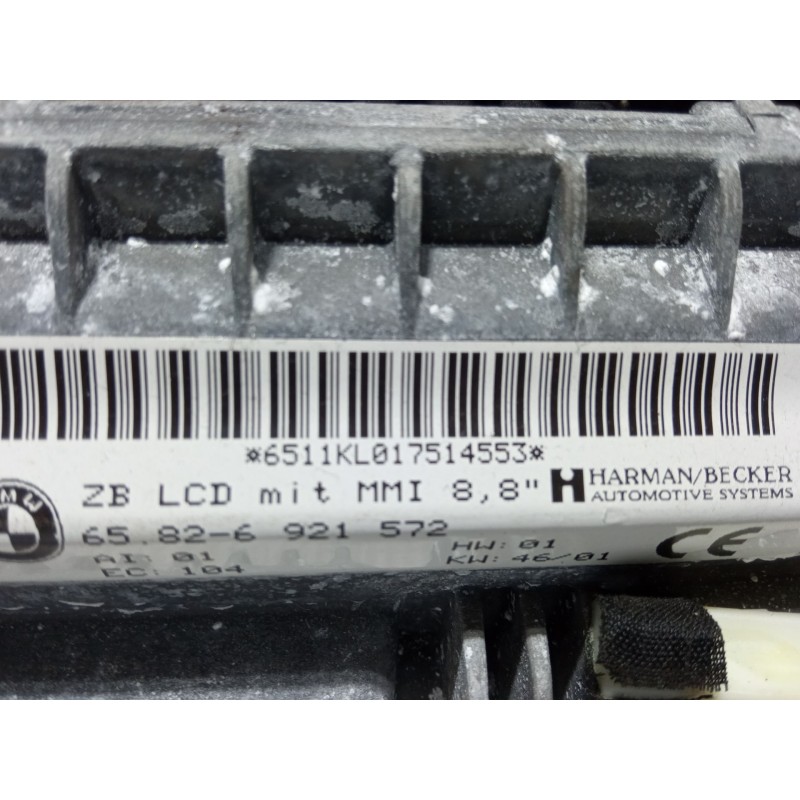 *6511KL017514553*
ZB LCD mit MMI 8,8"
HARMAN/BECKER
AUTOMOTIVE SYSTEMS
BMW
65.82-6 921 572
AI: 01
HW: 01
EC: 104
KW: 46/01
CE